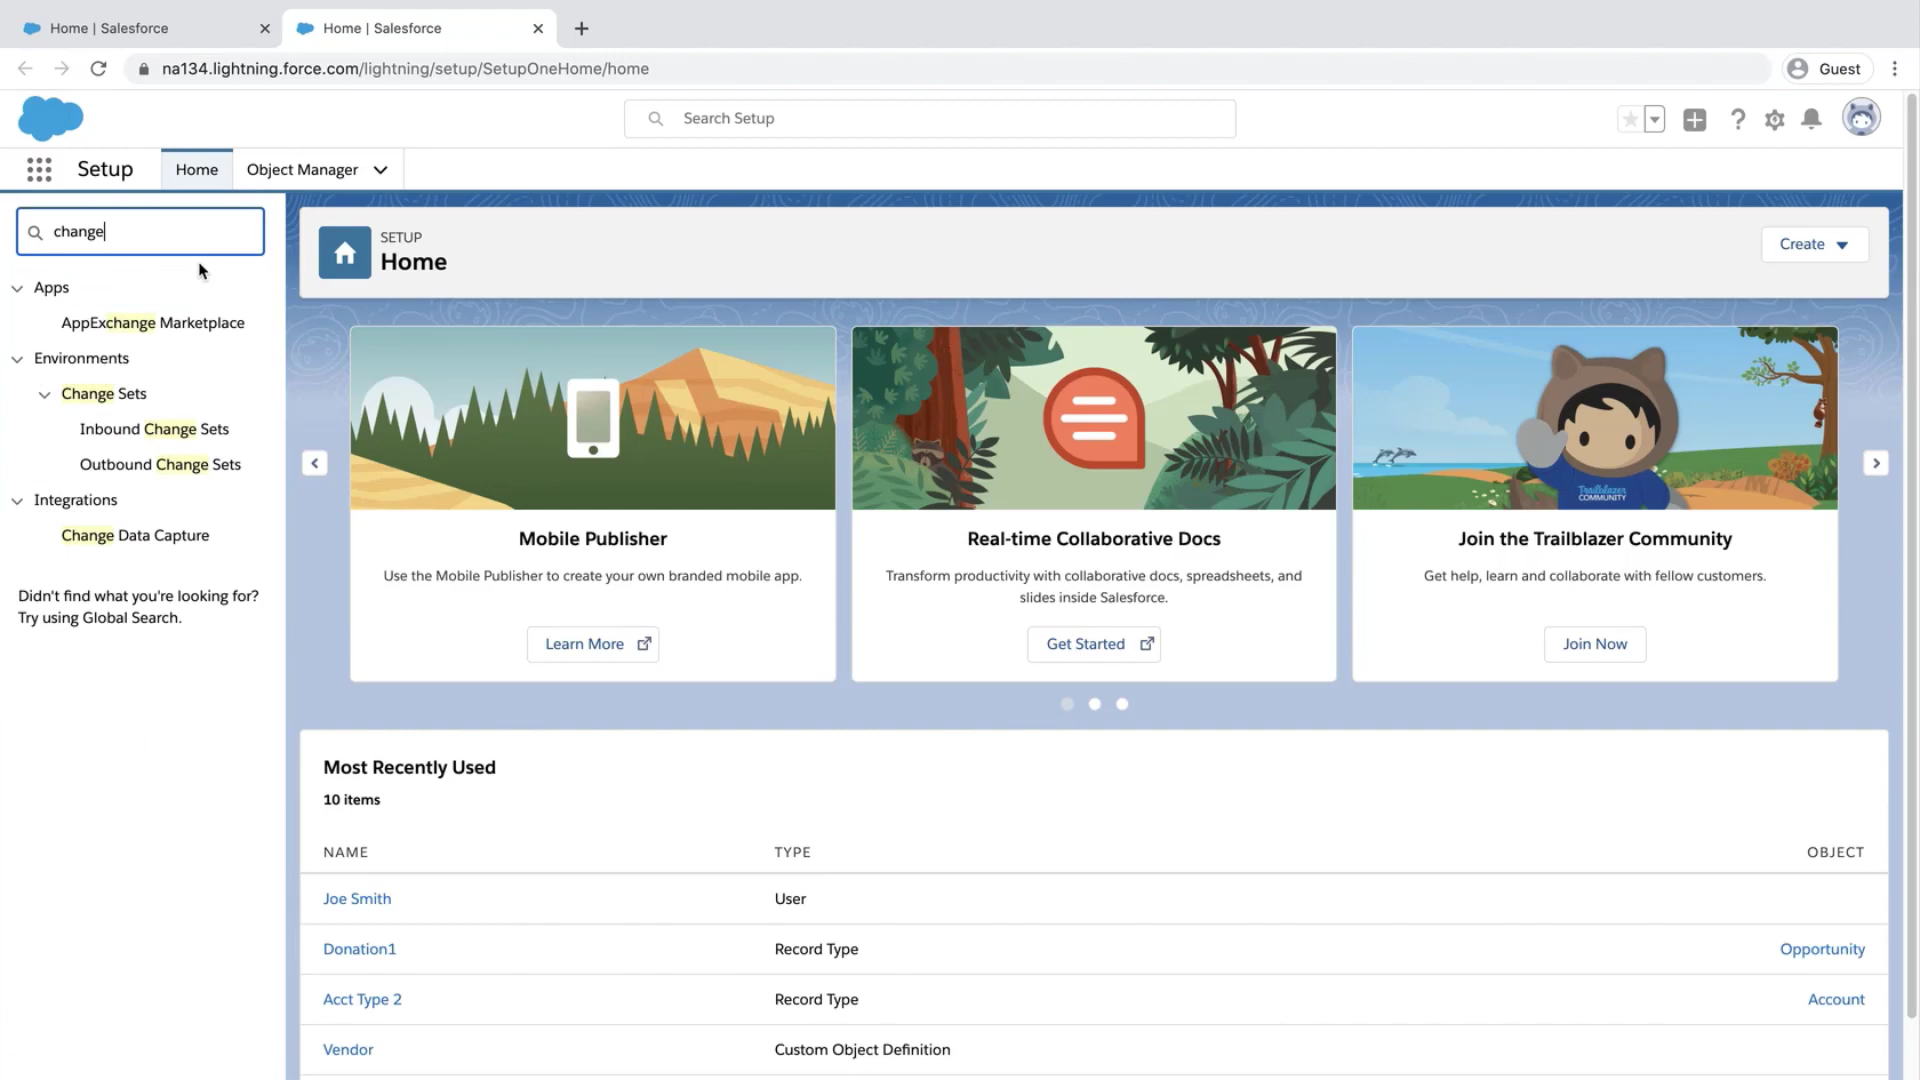 Home | Salesforce
Home | Salesforce
na134.lightning.force.com/lightning/setup/SetupOneHome/home
Guest
Search Setup
Setup
Home
Object Manager
change
Apps
AppExchange Marketplace
Environments
Change Sets
Inbound Change Sets
Outbound Change Sets
Integrations
Change Data Capture
Didn't find what you're looking for?
Try using Global Search.
SETUP
Home
Create
Mobile Publisher
Use the Mobile Publisher to create your own branded mobile app.
Learn More
Real-time Collaborative Docs
Transform productivity with collaborative docs, spreadsheets, and
slides inside Salesforce.
Get Started
Trailblazer
COMMUNITY
Join the Trailblazer Community
Get help, learn and collaborate with fellow customers.
Join Now
Most Recently Used
10 items
NAME TYPE OBJECT
Joe Smith User
Donation1 Record Type Opportunity
Acct Type 2 Record Type Account
Vendor Custom Object Definition